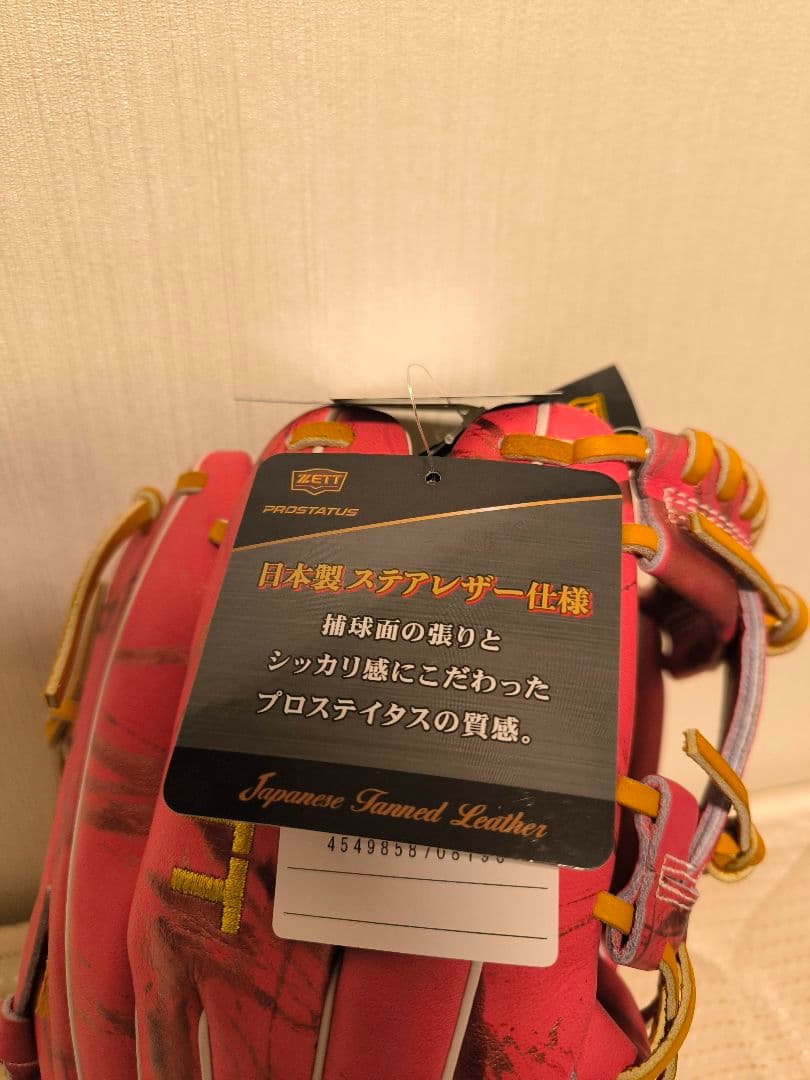 ZETT
PROSTATUS
日本製 ステアレザー仕様
捕球面の張りと
シッカリ感にこだわった
プロステイタスの質感。
Japanese Tanned Leather